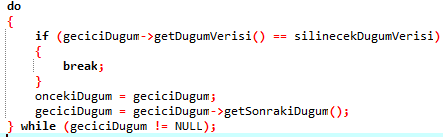 do
{
if (geciciDugum->getDugumVerisi() == silinecekDugumVerisi)
{
break;
}
oncekiDugum = geciciDugum;
geciciDugum = geciciDugum->getSonrakiDugum();
} while (geciciDugum != NULL);